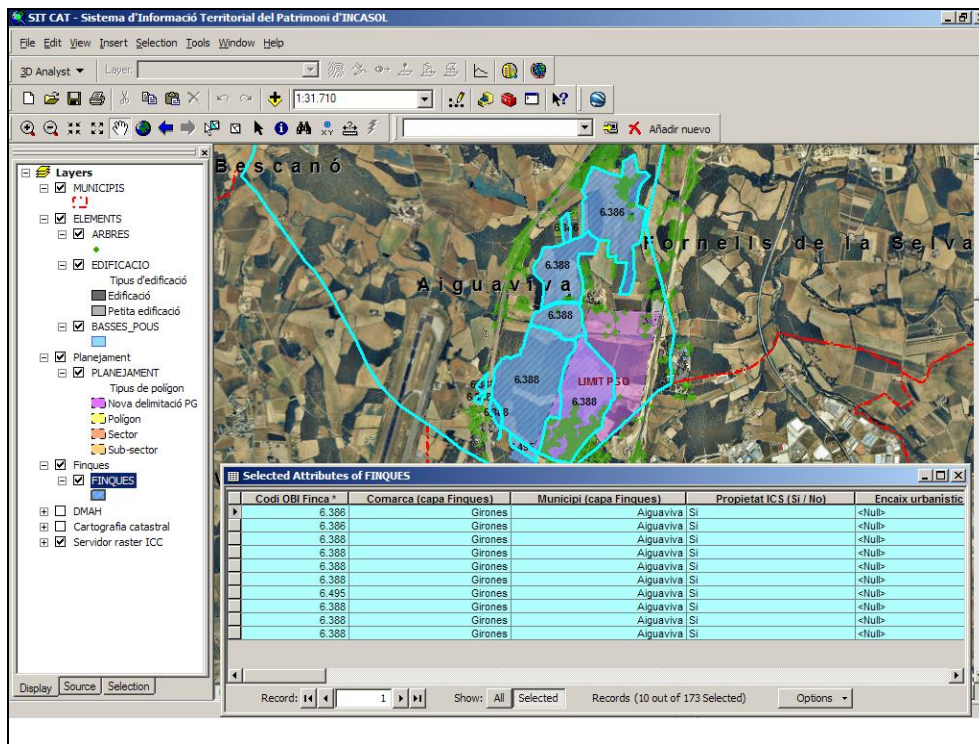 SIT CAT - Sistema d'Informació Territorial del Patrimoni d'INCASOL
File Edit View Insert Selection Tools Window Help
3D Analyst Layer:
1:31.710
Añadir nuevo
Layers
MUNICIPIS
ELEMENTS
ARBRES
EDIFICACIO
Tipus d'edificació
Edificació
Petita edificació
BASSES_POUS
Planejament
PLANEJAMENT
Tipus de polígon
Nova delimitació PG
Polígon
Sector
Sub-sector
Finques
FINQUES
DMAH
Cartografia catastral
Servidor raster ICC
Display Source Selection
Bescanó
6.386
Fornells de la Selva
6.388
Aiguaviva
6.388
6.388
LIMIT PGO
6.388
Selected Attributes of FINQUES
Codi OBI Finca * Comarca (capa Finques) Municipi (capa Finques) Propietat ICS (Si / No) Encaix urbanístic
6.386 Girones Aiguaviva Si <Null>
6.386 Girones Aiguaviva Si <Null>
6.388 Girones Aiguaviva Si <Null>
6.388 Girones Aiguaviva Si <Null>
6.388 Girones Aiguaviva Si <Null>
6.388 Girones Aiguaviva Si <Null>
6.495 Girones Aiguaviva Si <Null>
6.388 Girones Aiguaviva Si <Null>
6.388 Girones Aiguaviva Si <Null>
6.388 Girones Aiguaviva Si <Null>
Record: 1 Show: All Selected Records (10 out of 173 Selected) Options